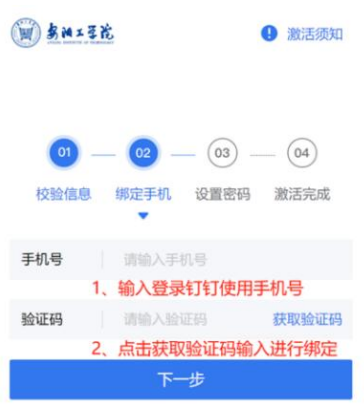 安阳工学院
激活须知
01 02 03 04
校验信息 绑定手机 设置密码 激活完成
手机号 请输入手机号
1、输入登录钉钉使用手机号
验证码 请输入验证码 获取验证码
2、点击获取验证码输入进行绑定
下一步